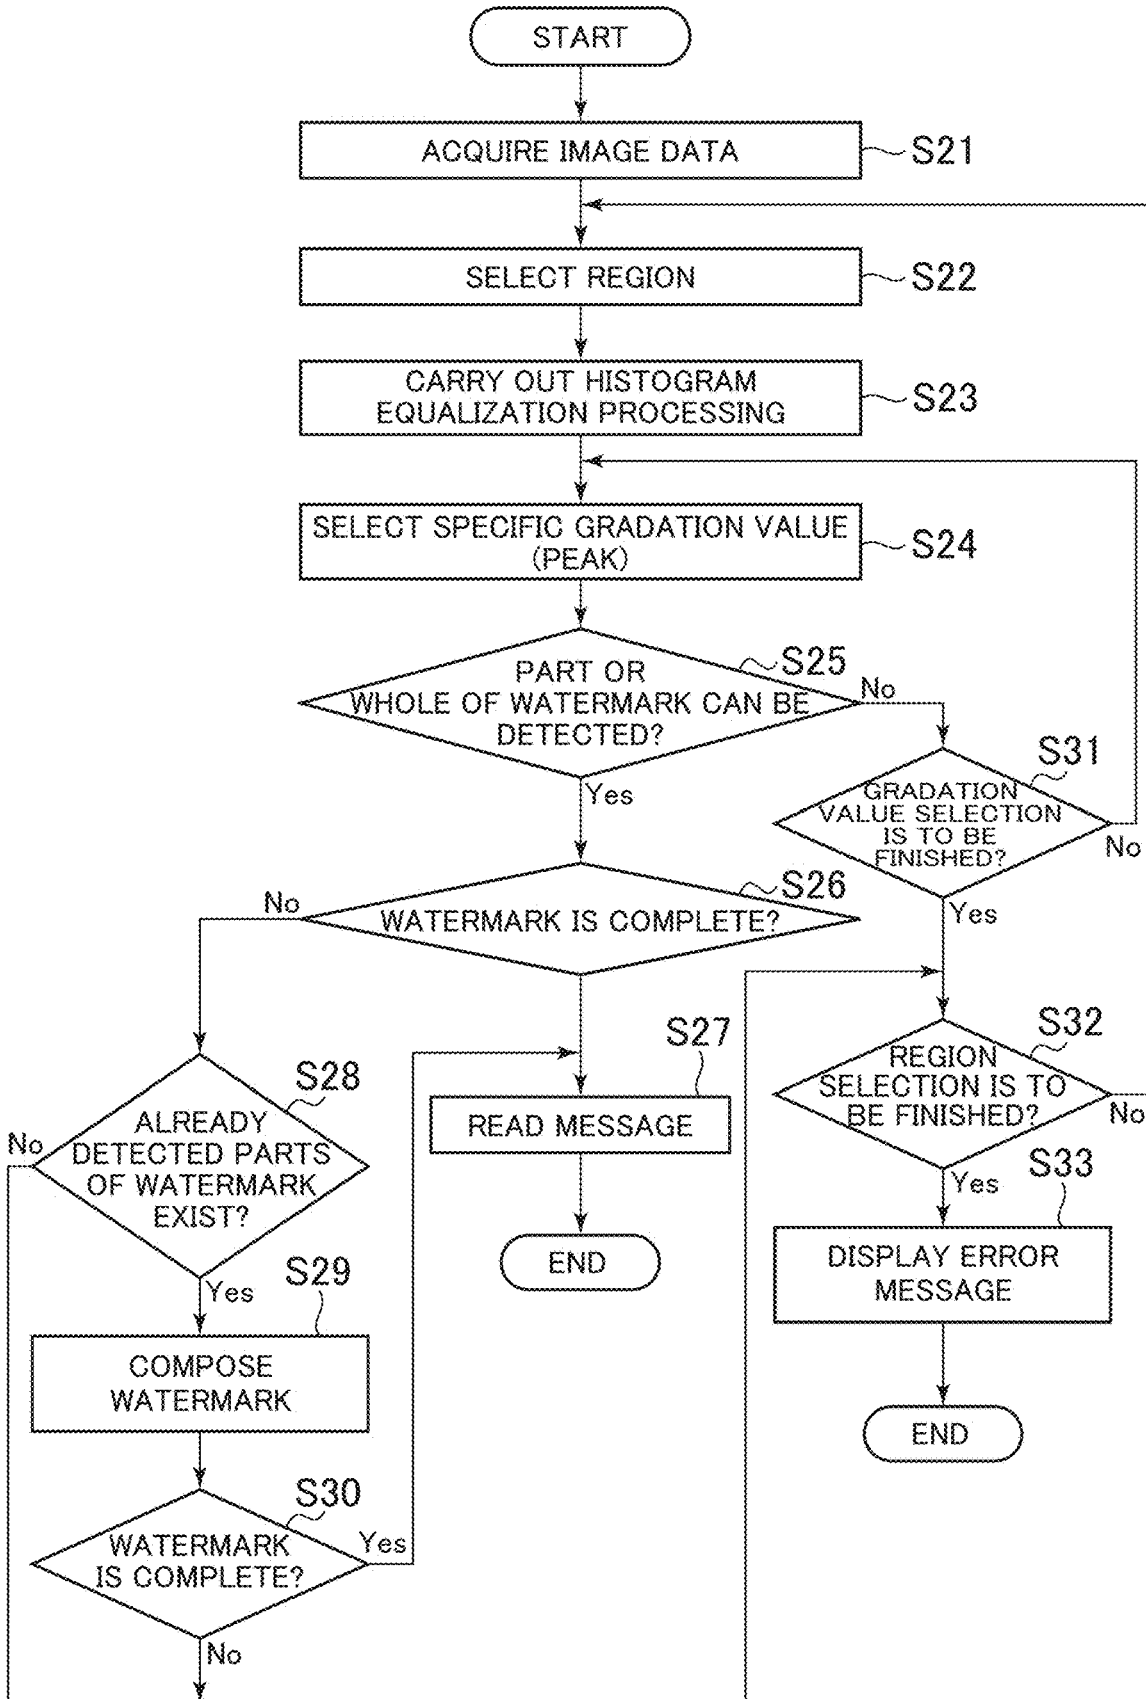 START
ACQUIRE IMAGE DATA
S21
SELECT REGION
S22
CARRY OUT HISTOGRAM
EQUALIZATION PROCESSING
S23
SELECT SPECIFIC GRADATION VALUE
(PEAK)
S24
PART OR
WHOLE OF WATERMARK CAN BE
DETECTED?
S25
No
Yes
S31
GRADATION
VALUE SELECTION
IS TO BE
FINISHED?
No
Yes
S26
WATERMARK IS COMPLETE?
No
S27
READ MESSAGE
END
S28
ALREADY
DETECTED PARTS
OF WATERMARK
EXIST?
No
Yes
S29
COMPOSE
WATERMARK
S30
WATERMARK
IS COMPLETE?
Yes
No
S32
REGION
SELECTION IS TO
BE FINISHED?
No
Yes
S33
DISPLAY ERROR
MESSAGE
END